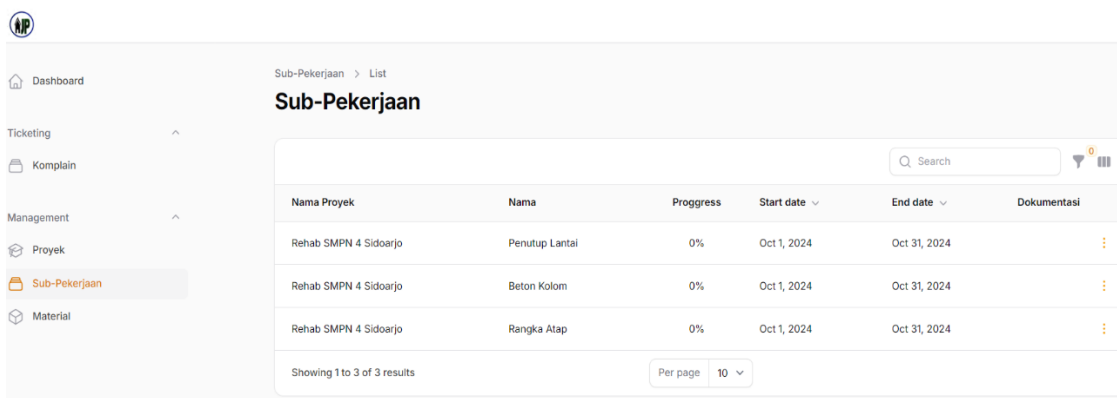 JP
Dashboard
Ticketing
Komplain
Management
Proyek
Sub-Pekerjaan
Material
Sub-Pekerjaan > List
Sub-Pekerjaan
Search
0
Nama Proyek Nama Proggress Start date End date Dokumentasi
Rehab SMPN 4 Sidoarjo Penutup Lantai 0% Oct 1, 2024 Oct 31, 2024
Rehab SMPN 4 Sidoarjo Beton Kolom 0% Oct 1, 2024 Oct 31, 2024
Rehab SMPN 4 Sidoarjo Rangka Atap 0% Oct 1, 2024 Oct 31, 2024
Showing 1 to 3 of 3 results Per page 10